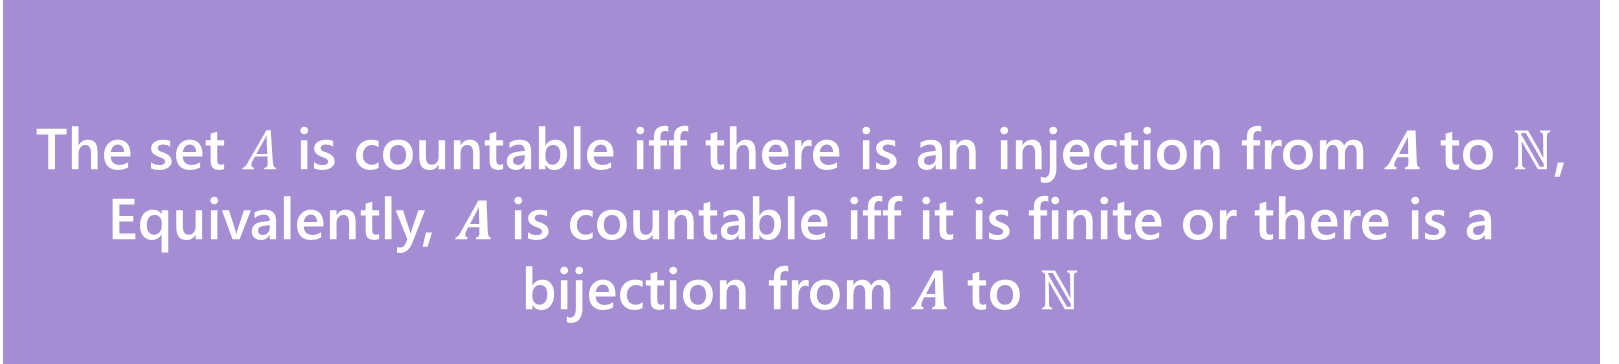 The set A is countable iff there is an injection from A to ℕ,
Equivalently, A is countable iff it is finite or there is a
bijection from A to ℕ